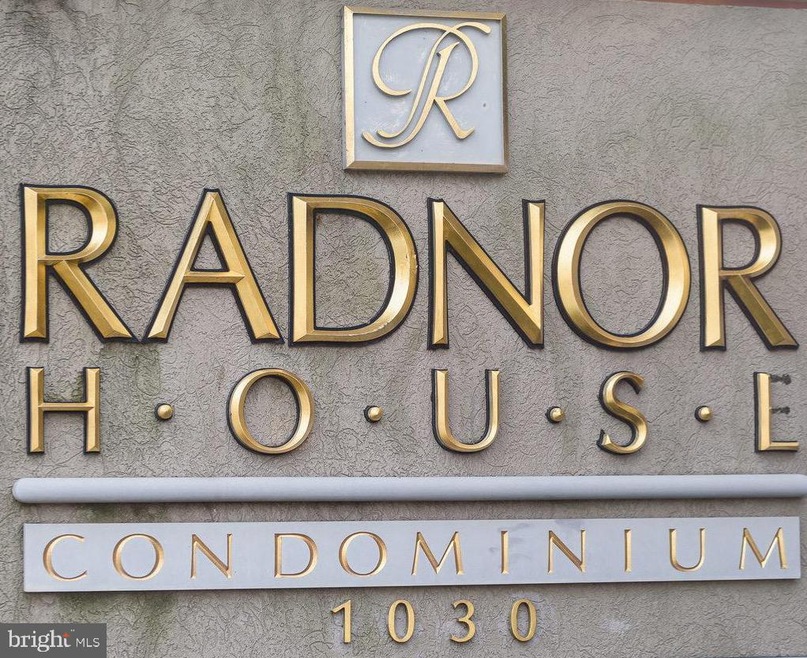 R
RADNOR
H·O·U·S·E
CONDOMINIUM
1030
bright MLS